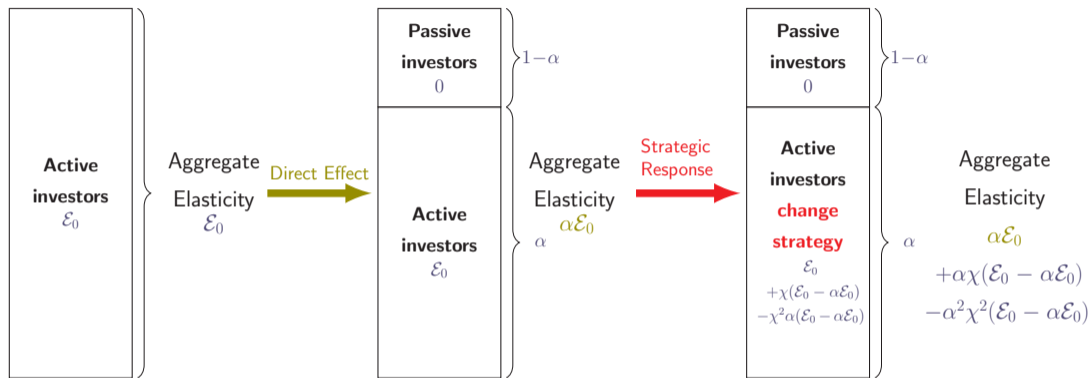 Active
investors
ℰ₀
Aggregate
Elasticity
ℰ₀
Direct Effect
Passive
investors
0
1−α
Active
investors
ℰ₀
α
Aggregate
Elasticity
αℰ₀
Strategic
Response
Passive
investors
0
1−α
Active
investors
change
strategy
ℰ₀
+χ(ℰ₀ − αℰ₀)
−χ²α(ℰ₀ − αℰ₀)
α
Aggregate
Elasticity
αℰ₀
+αχ(ℰ₀ − αℰ₀)
−α²χ²(ℰ₀ − αℰ₀)